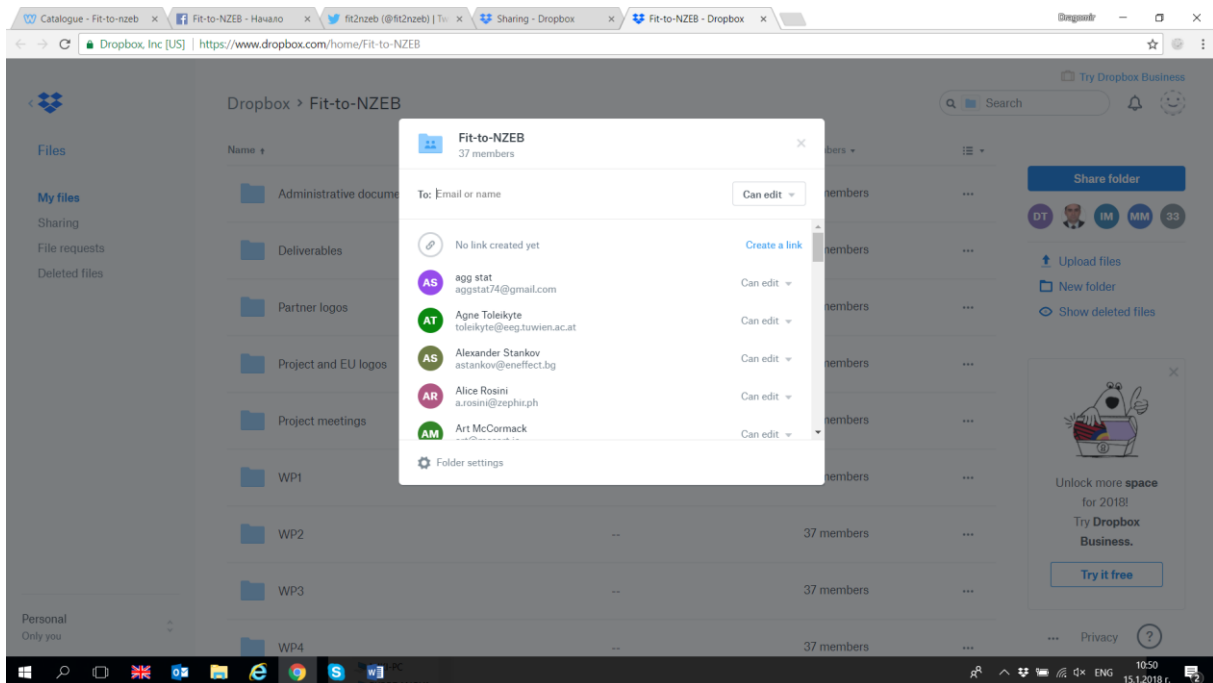 Catalogue - Fit-to-nzeb
Fit-to-NZEB - Начало
fit2nzeb (@fit2nzeb) | Tw
Sharing - Dropbox
Fit-to-NZEB - Dropbox
Dragomir
Dropbox, Inc [US] | https://www.dropbox.com/home/Fit-to-NZEB
Try Dropbox Business
Dropbox > Fit-to-NZEB
Search
Files
My files
Sharing
File requests
Deleted files
Personal
Only you
Name
Administrative docume
Deliverables
Partner logos
Project and EU logos
Project meetings
WP1
WP2 -- 37 members
WP3 -- 37 members
WP4 -- 37 members
bers
members
members
members
members
members
members
Fit-to-NZEB
37 members
To: Email or name
Can edit
No link created yet
Create a link
AS agg stat Can edit
aggstat74@gmail.com
AT Agne Toleikyte Can edit
toleikyte@eeg.tuwien.ac.at
AS Alexander Stankov Can edit
astankov@eneffect.bg
AR Alice Rosini Can edit
a.rosini@zephir.ph
AM Art McCormack Can edit
Folder settings
Share folder
DT IM MM 33
Upload files
New folder
Show deleted files
Unlock more space
for 2018!
Try Dropbox
Business.
Try it free
Privacy ?
ENG
10:50
15.1.2018 г.